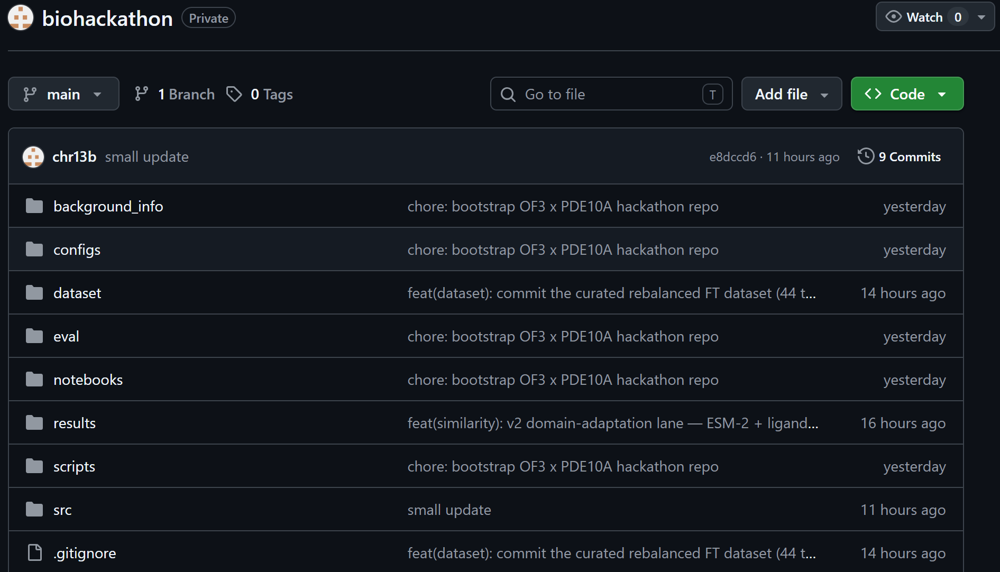 biohackathon Private Watch 0
main 1 Branch 0 Tags Go to file T Add file Code
chr13b small update e8dccd6 · 11 hours ago 9 Commits
background_info chore: bootstrap OF3 x PDE10A hackathon repo yesterday
configs chore: bootstrap OF3 x PDE10A hackathon repo yesterday
dataset feat(dataset): commit the curated rebalanced FT dataset (44 t... 14 hours ago
eval chore: bootstrap OF3 x PDE10A hackathon repo yesterday
notebooks chore: bootstrap OF3 x PDE10A hackathon repo yesterday
results feat(similarity): v2 domain-adaptation lane — ESM-2 + ligand... 16 hours ago
scripts chore: bootstrap OF3 x PDE10A hackathon repo yesterday
src small update 11 hours ago
.gitignore feat(dataset): commit the curated rebalanced FT dataset (44 t... 14 hours ago